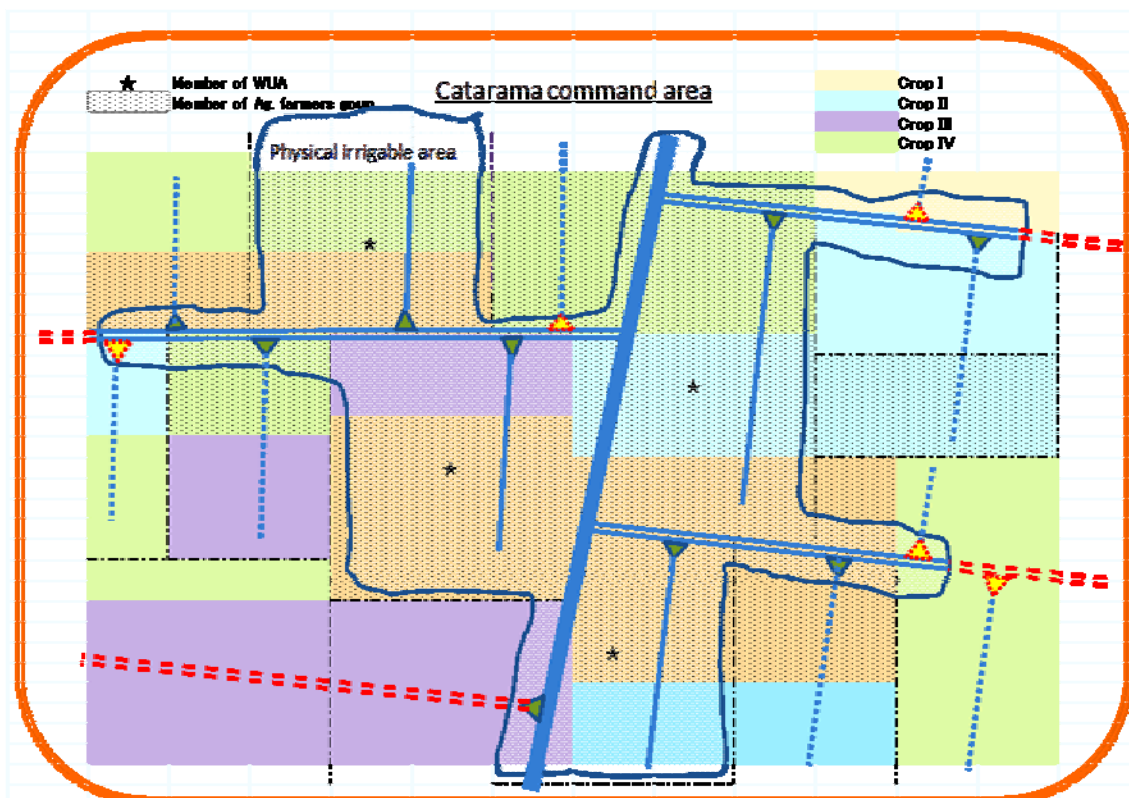 Member of WUA
Member of Ag. farmers goup
Catarama command area
Crop I
Crop II
Crop III
Crop IV
Physical irrigable area